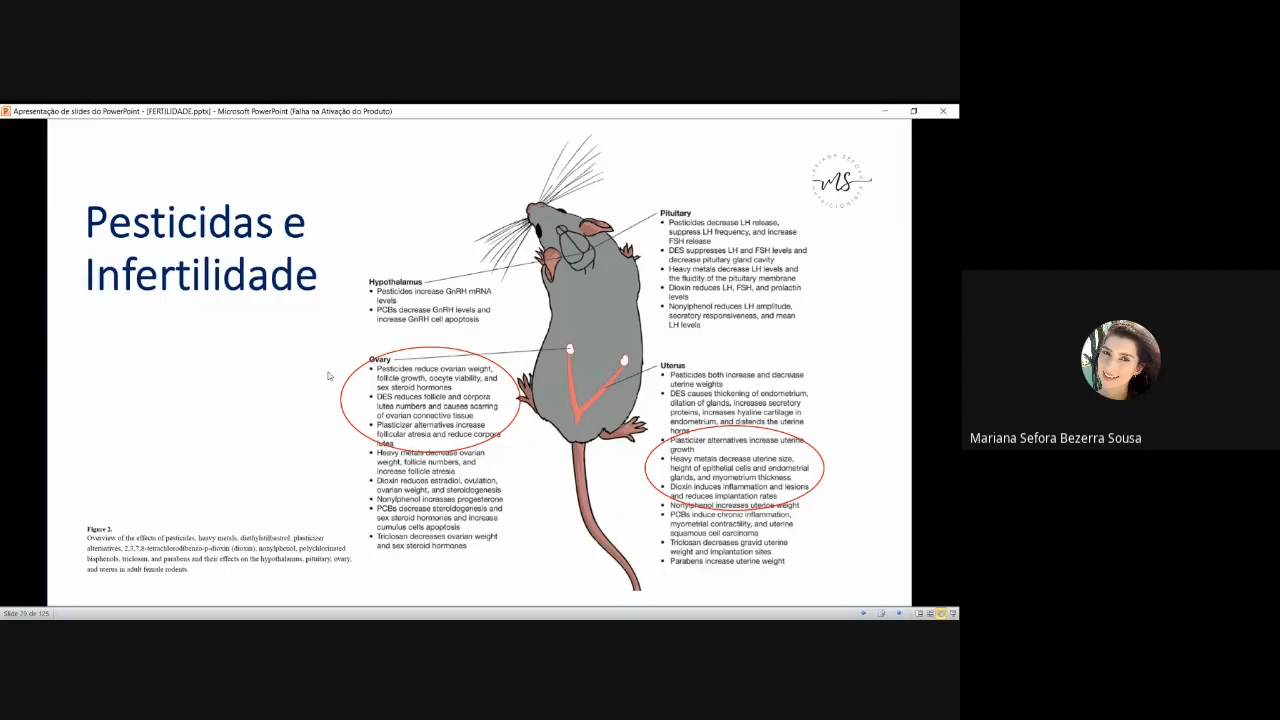 Apresentação de slides do PowerPoint - [FERTILIDADE.pptx] - Microsoft PowerPoint (Falha na Ativação do Produto)
Pesticidas e
Infertilidade
MS
Pituitary
• Pesticides decrease LH release,
suppress LH frequency, and increase
FSH release
• DES suppresses LH and FSH levels and
decrease pituitary gland cavity
• Heavy metals decrease LH levels and
the fluidity of the pituitary membrane
• Dioxin reduces LH, FSH, and prolactin
levels
• Nonylphenol reduces LH amplitude,
secretory responsiveness, and mean
LH levels
Hypothalamus
• Pesticides increase GnRH mRNA
levels
• PCBs decrease GnRH levels and
increase GnRH cell apoptosis
Ovary
• Pesticides reduce ovarian weight,
follicle growth, oocyte viability, and
sex steroid hormones
• DES reduces follicle and corpora
lutea numbers and causes scarring
of ovarian connective tissue
• Plasticizer alternatives increase
follicular atresia and reduce corpora
lutea
• Heavy metals decrease ovarian
weight, follicle numbers, and
increase follicle atresia
• Dioxin reduces estradiol, ovulation,
ovarian weight, and steroidogenesis
• Nonylphenol increases progesterone
• PCBs decrease steroidogenesis and
sex steroid hormones and increase
cumulus cells apoptosis
• Triclosan decreases ovarian weight
and sex steroid hormones
Uterus
• Pesticides both increase and decrease
uterine weights
• DES causes thickening of endometrium,
dilation of glands, increases secretory
proteins, increases hyaline cartilage in
endometrium, and distends the uterine
horns
• Plasticizer alternatives increase uterine
growth
• Heavy metals decrease uterine size,
height of epithelial cells and endometrial
glands, and myometrium thickness
• Dioxin induces inflammation and lesions
and reduces implantation rates
• Nonylphenol increases uterine weight
• PCBs induce chronic inflammation,
myometrial contractility, and uterine
squamous cell carcinoma
• Triclosan decreases gravid uterine
weight and implantation sites
• Parabens increase uterine weight
Figure 2.
Overview of the effects of pesticides, heavy metals, diethylstilbestrol, plasticizer
alternatives, 2,3,7,8-tetrachlorodibenzo-p-dioxin (dioxin), nonylphenol, polychlorinated
bisphenols, triclosan, and parabens and their effects on the hypothalamus, pituitary, ovary,
and uterus in adult female rodents.
Slide 29 de 125
Mariana Sefora Bezerra Sousa